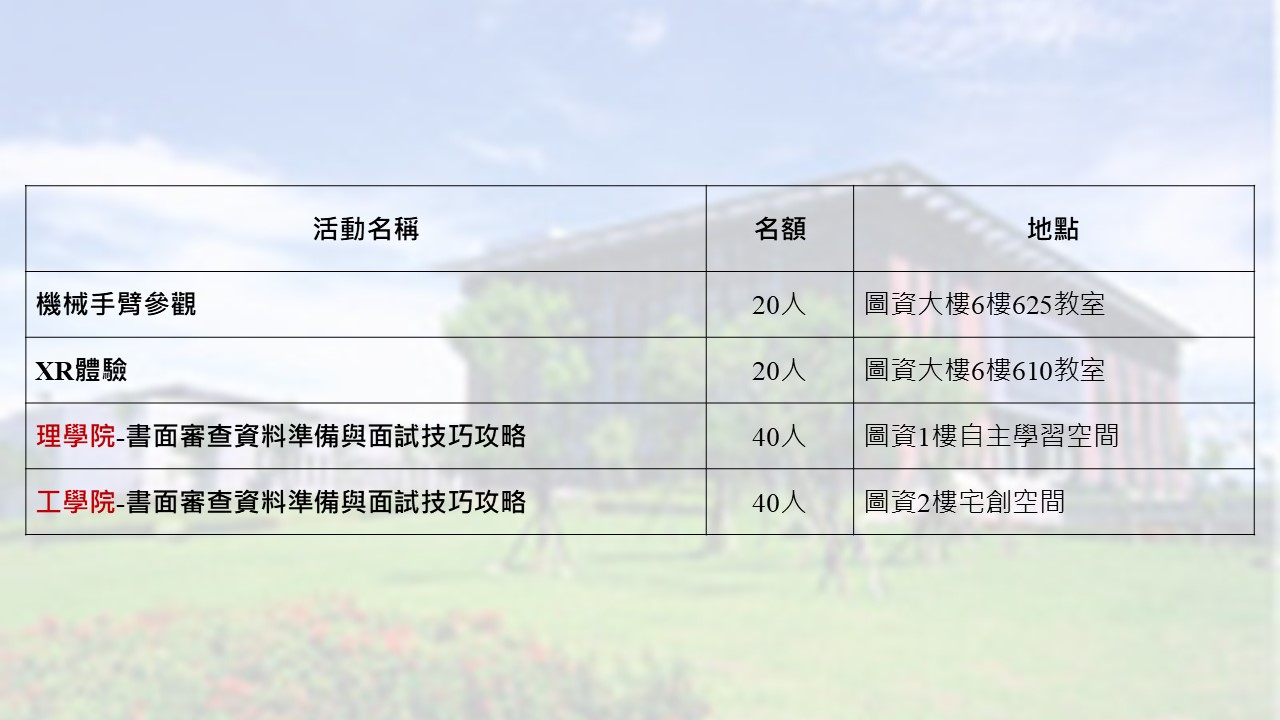 活動名稱 名額 地點
機械手臂參觀 20人 圖資大樓6樓625教室
XR體驗 20人 圖資大樓6樓610教室
理學院-書面審查資料準備與面試技巧攻略 40人 圖資1樓自主學習空間
工學院-書面審查資料準備與面試技巧攻略 40人 圖資2樓宅創空間